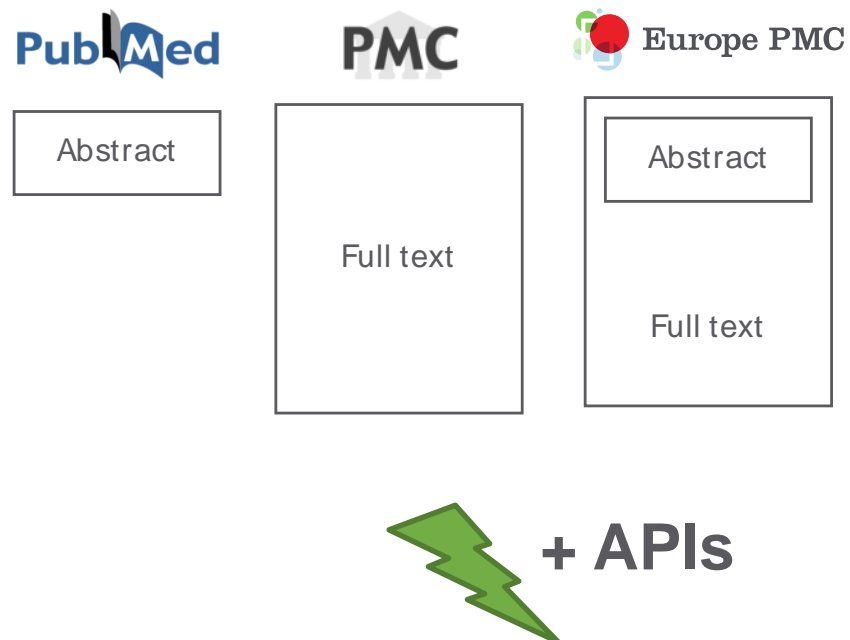 PubMed
PMC
Europe PMC
Abstract
Full text
Abstract
Full text
+ APIs